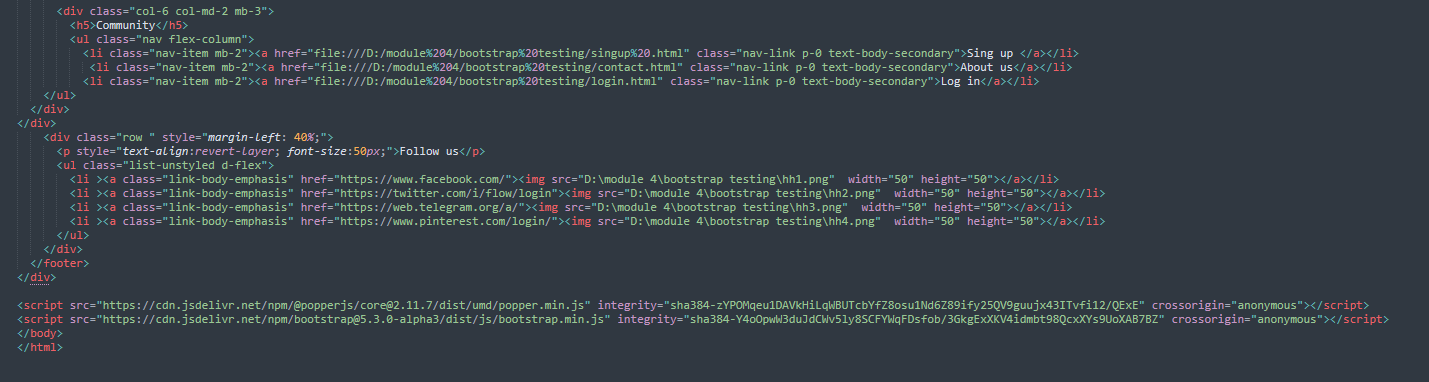 <div class="col-6 col-md-2 mb-3">
<h5>Community</h5>
<ul class="nav flex-column">
<li class="nav-item mb-2"><a href="file:///D:/module%204/bootstrap%20testing/singup%20.html" class="nav-link p-0 text-body-secondary">Sing up </a></li>
<li class="nav-item mb-2"><a href="file:///D:/module%204/bootstrap%20testing/contact.html" class="nav-link p-0 text-body-secondary">About us</a></li>
<li class="nav-item mb-2"><a href="file:///D:/module%204/bootstrap%20testing/login.html" class="nav-link p-0 text-body-secondary">Log in</a></li>
</ul>
</div>
</div>
<div class="row " style="margin-left: 40%;">
<p style="text-align:revert-layer; font-size:50px;">Follow us</p>
<ul class="list-unstyled d-flex">
<li ><a class="link-body-emphasis" href="https://www.facebook.com/"><img src="D:\module 4\bootstrap testing\hh1.png"  width="50" height="50"></a></li>
<li ><a class="link-body-emphasis" href="https://twitter.com/i/flow/login"><img src="D:\module 4\bootstrap testing\hh2.png"  width="50" height="50"></a></li>
<li ><a class="link-body-emphasis" href="https://web.telegram.org/a/"><img src="D:\module 4\bootstrap testing\hh3.png"  width="50" height="50"></a></li>
<li ><a class="link-body-emphasis" href="https://www.pinterest.com/login/"><img src="D:\module 4\bootstrap testing\hh4.png"  width="50" height="50"></a></li>
</ul>
</div>
</footer>
</div>
<script src="https://cdn.jsdelivr.net/npm/@popperjs/core@2.11.7/dist/umd/popper.min.js" integrity="sha384-zYPOMqeu1DAVkHiLqWBUTcbYfZ8osu1Nd6Z89ify25QV9guujx43ITvfi12/QExE" crossorigin="anonymous"></script>
<script src="https://cdn.jsdelivr.net/npm/bootstrap@5.3.0-alpha3/dist/js/bootstrap.min.js" integrity="sha384-Y4oOpwW3duJdCWv5ly8SCFYWqFDsfob/3GkgExXKV4idmbt98QcxXYs9UoXAB7BZ" crossorigin="anonymous"></script>
</body>
</html>